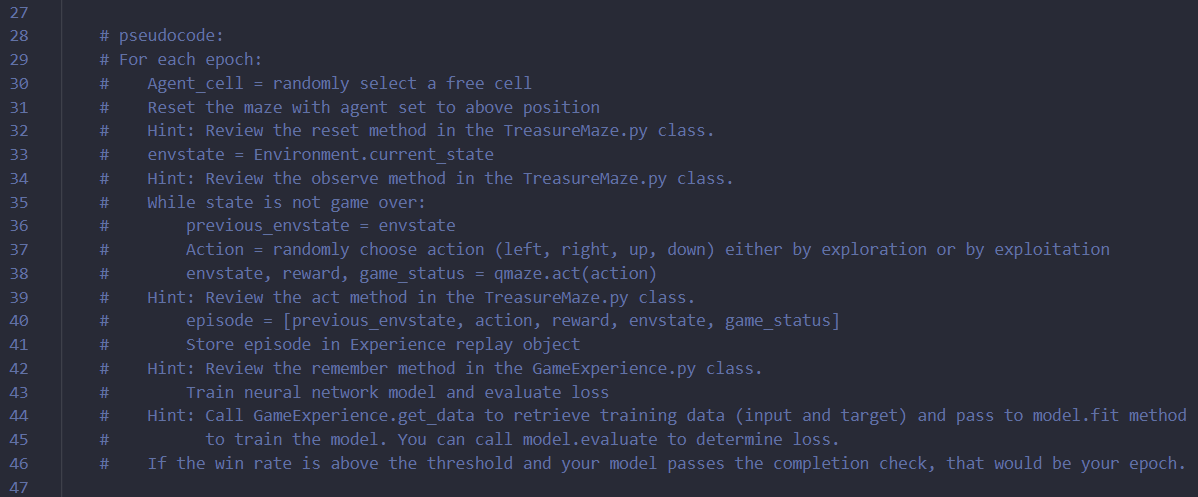 27
28 # pseudocode:
29 # For each epoch:
30 #    Agent_cell = randomly select a free cell
31 #    Reset the maze with agent set to above position
32 #    Hint: Review the reset method in the TreasureMaze.py class.
33 #    envstate = Environment.current_state
34 #    Hint: Review the observe method in the TreasureMaze.py class.
35 #    While state is not game over:
36 #        previous_envstate = envstate
37 #        Action = randomly choose action (left, right, up, down) either by exploration or by exploitation
38 #        envstate, reward, game_status = qmaze.act(action)
39 #    Hint: Review the act method in the TreasureMaze.py class.
40 #        episode = [previous_envstate, action, reward, envstate, game_status]
41 #        Store episode in Experience replay object
42 #    Hint: Review the remember method in the GameExperience.py class.
43 #        Train neural network model and evaluate loss
44 #    Hint: Call GameExperience.get_data to retrieve training data (input and target) and pass to model.fit method
45 #          to train the model. You can call model.evaluate to determine loss.
46 #    If the win rate is above the threshold and your model passes the completion check, that would be your epoch.
47